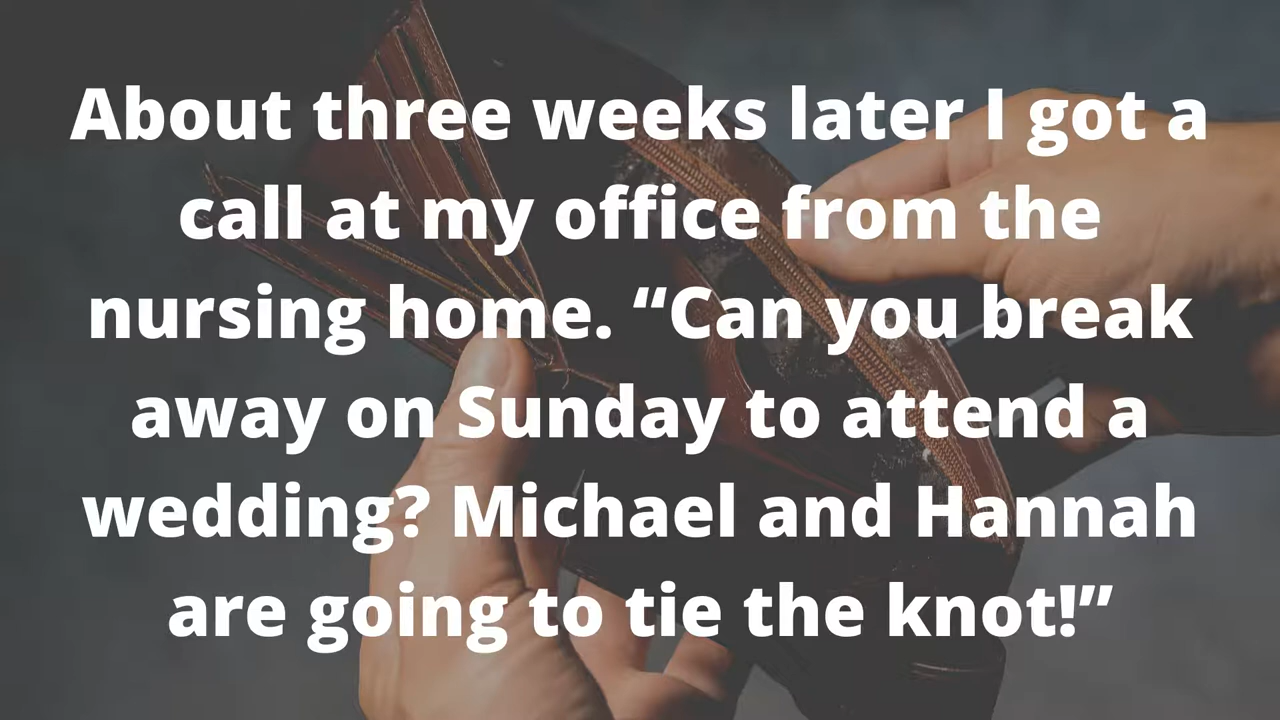 About three weeks later I got a
call at my office from the
nursing home. “Can you break
away on Sunday to attend a
wedding? Michael and Hannah
are going to tie the knot!”